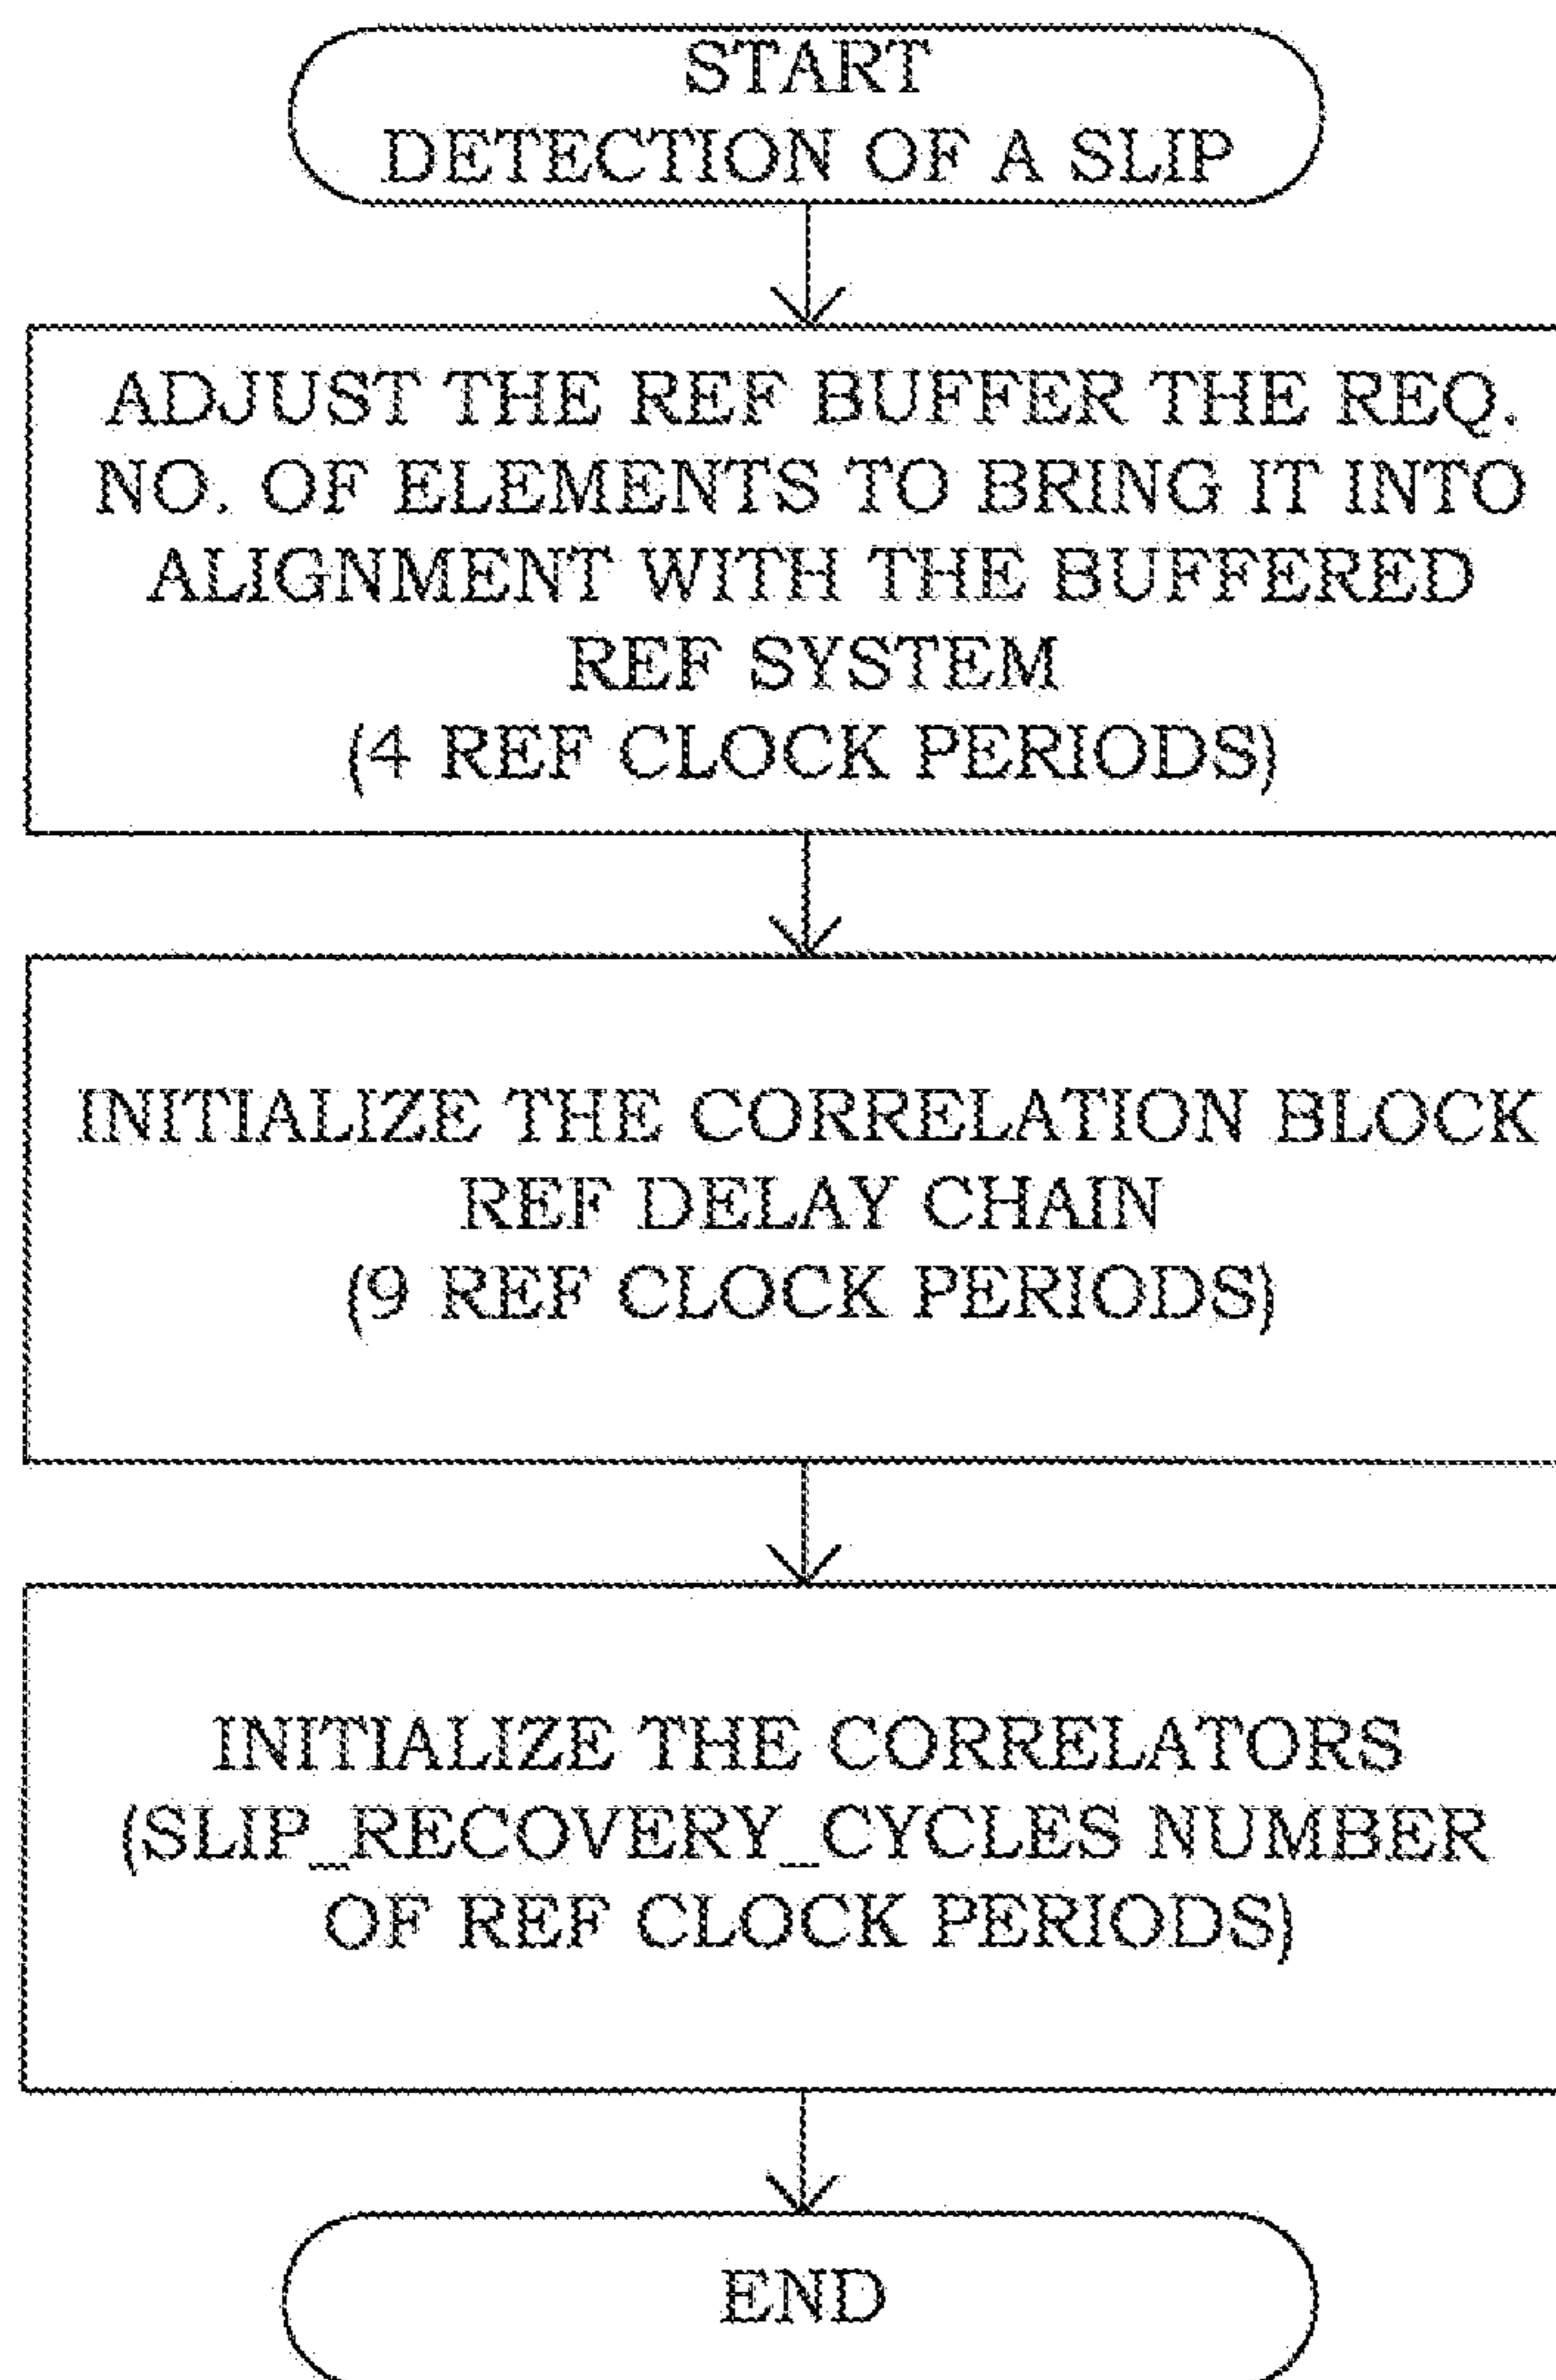 START
DETECTION OF A SLIP
ADJUST THE REF BUFFER THE REQ.
NO. OF ELEMENTS TO BRING IT INTO
ALIGNMENT WITH THE BUFFERED
REF SYSTEM
(4 REF CLOCK PERIODS)
INITIALIZE THE CORRELATION BLOCK
REF DELAY CHAIN
(9 REF CLOCK PERIODS)
INITIALIZE THE CORRELATORS
(SLIP_RECOVERY_CYCLES NUMBER
OF REF CLOCK PERIODS)
END